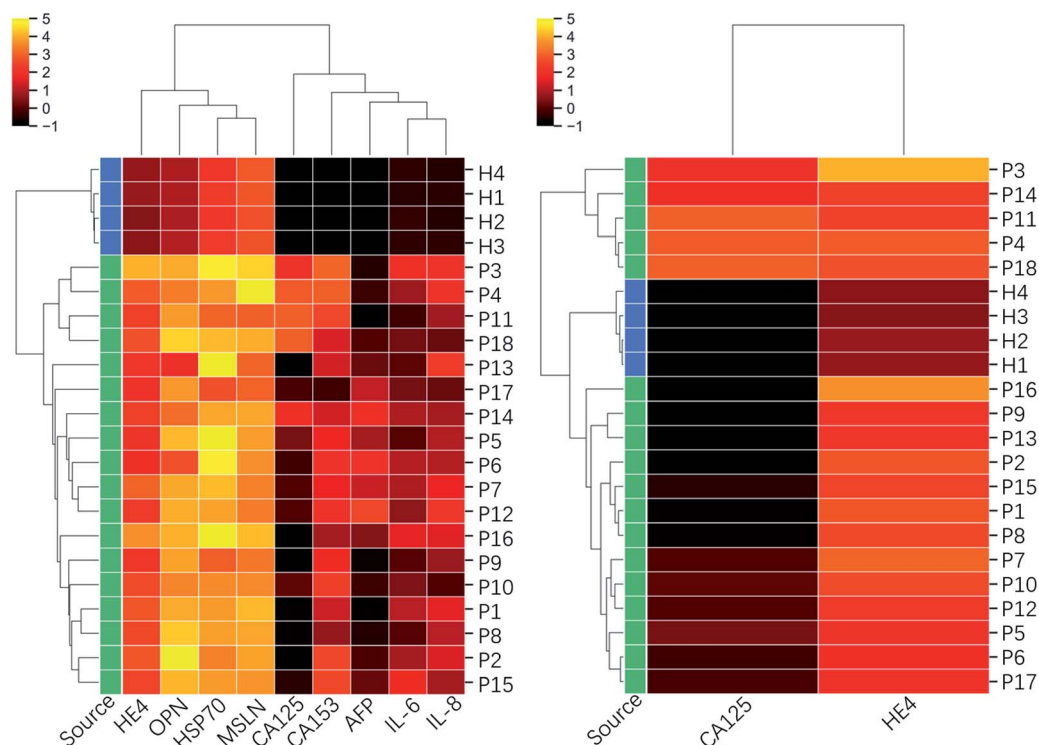 5
4
3
2
1
0
−1
H4
H1
H2
H3
P3
P4
P11
P18
P13
P17
P14
P5
P6
P7
P12
P16
P9
P10
P1
P8
P2
P15
Source
HE4
OPN
HSP70
MSLN
CA125
CA153
AFP
IL-6
IL-8
5
4
3
2
1
0
−1
P3
P14
P11
P4
P18
H4
H3
H2
H1
P16
P9
P13
P2
P15
P1
P8
P7
P10
P12
P5
P6
P17
Source
CA125
HE4